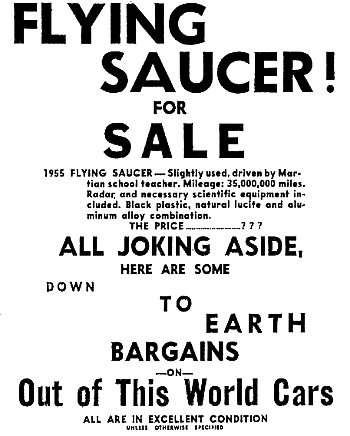 FLYING
SAUCER!
FOR
SALE
1955 FLYING SAUCER — Slightly used, driven by Mar-
tian school teacher. Mileage: 35,000,000 miles.
Radar, and necessary scientific equipment in-
cluded. Black plastic, natural lucite and alu-
minum alloy combination.
THE PRICE ........................ ? ? ?
ALL JOKING ASIDE,
HERE ARE SOME
DOWN
TO
EARTH
BARGAINS
—ON—
Out of This World Cars
ALL ARE IN EXCELLENT CONDITION
UNLESS OTHERWISE SPECIFIED